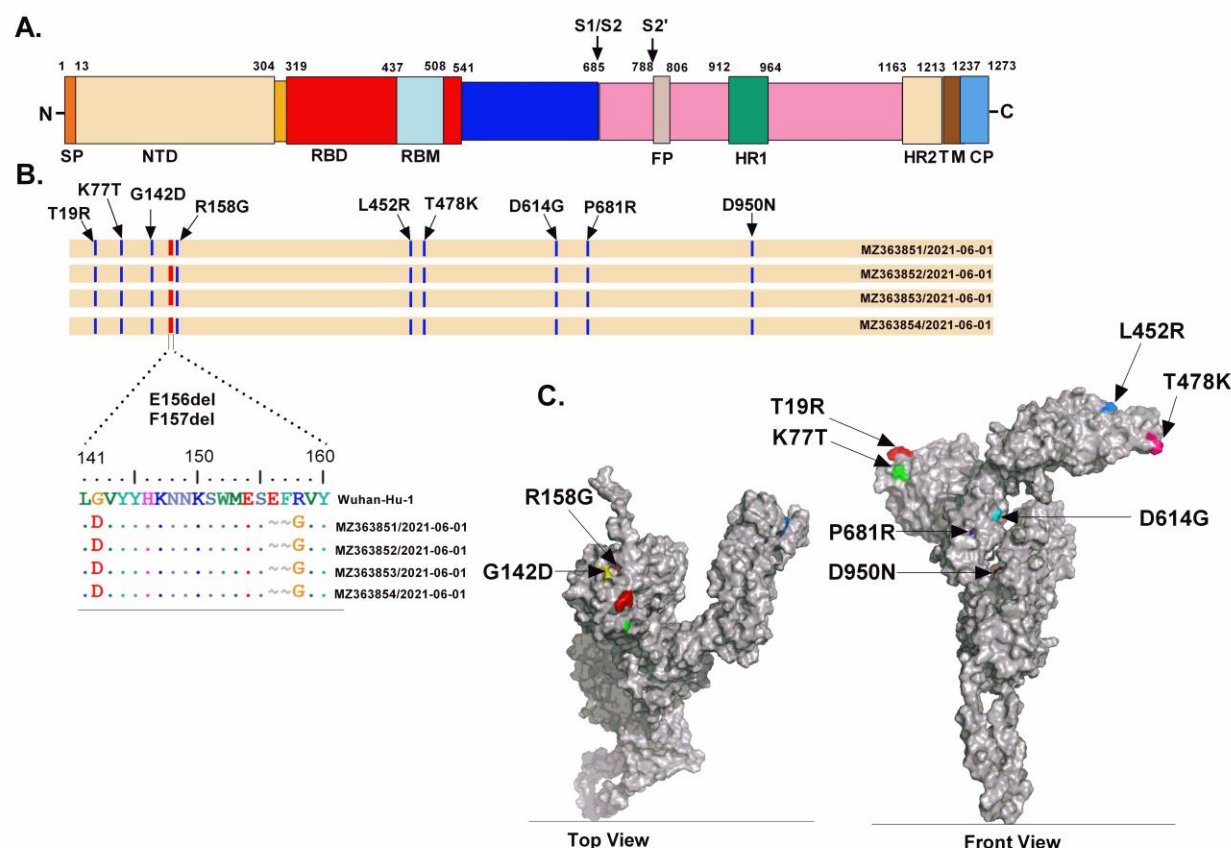 A.
S1/S2 S2'
1 13 304 319 437 508 541 685 788 806 912 964 1163 1213 1237 1273
N C
SP NTD RBD RBM FP HR1 HR2 T M CP
B.
T19R K77T G142D R158G L452R T478K D614G P681R D950N
MZ363851/2021-06-01
MZ363852/2021-06-01
MZ363853/2021-06-01
MZ363854/2021-06-01
E156del
F157del
141 150 160
LGVYYHKNNKSWMESEFRVY Wuhan-Hu-1
.D.............~~G.. MZ363851/2021-06-01
.D.............~~G.. MZ363852/2021-06-01
.D.............~~G.. MZ363853/2021-06-01
.D.............~~G.. MZ363854/2021-06-01
C.
R158G
G142D
Top View
L452R
T478K
T19R
K77T
P681R
D614G
D950N
Front View